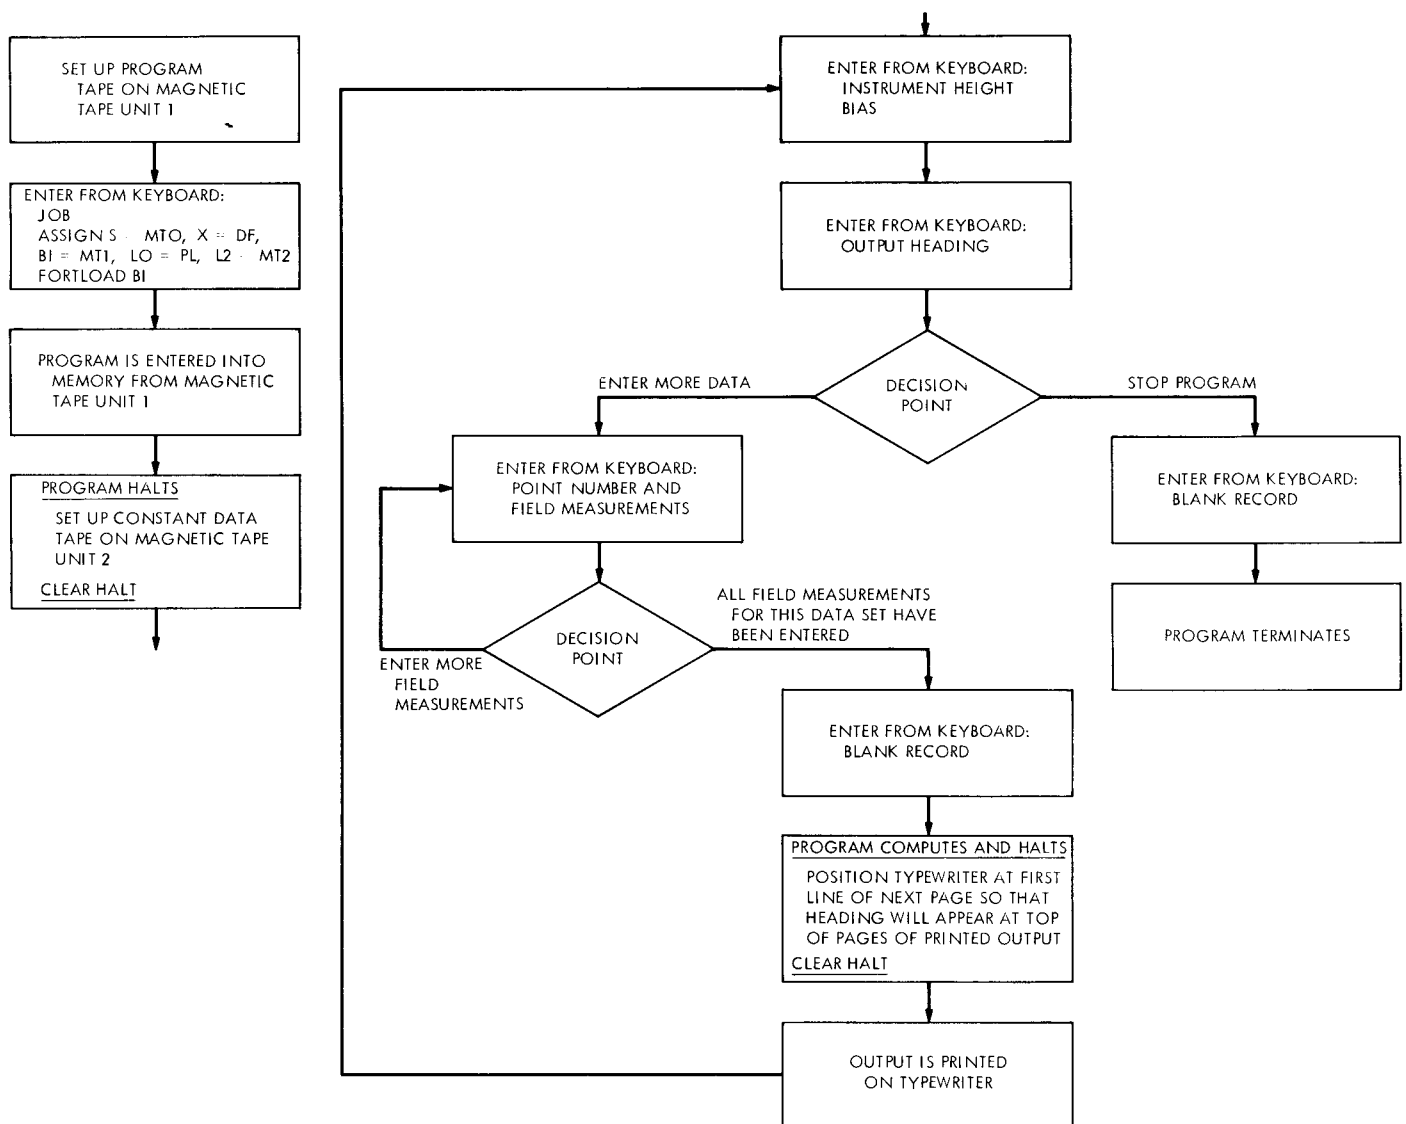 SET UP PROGRAM
TAPE ON MAGNETIC
TAPE UNIT 1
ENTER FROM KEYBOARD:
JOB
ASSIGN S - MT0, X = DF,
BI = MT1, LO = PL, L2 - MT2
FORTLOAD BI
PROGRAM IS ENTERED INTO
MEMORY FROM MAGNETIC
TAPE UNIT 1
PROGRAM HALTS
SET UP CONSTANT DATA
TAPE ON MAGNETIC TAPE
UNIT 2
CLEAR HALT
ENTER FROM KEYBOARD:
INSTRUMENT HEIGHT
BIAS
ENTER FROM KEYBOARD:
OUTPUT HEADING
DECISION
POINT
ENTER MORE DATA
STOP PROGRAM
ENTER FROM KEYBOARD:
POINT NUMBER AND
FIELD MEASUREMENTS
ENTER FROM KEYBOARD:
BLANK RECORD
PROGRAM TERMINATES
DECISION
POINT
ENTER MORE
FIELD
MEASUREMENTS
ALL FIELD MEASUREMENTS
FOR THIS DATA SET HAVE
BEEN ENTERED
ENTER FROM KEYBOARD:
BLANK RECORD
PROGRAM COMPUTES AND HALTS
POSITION TYPEWRITER AT FIRST
LINE OF NEXT PAGE SO THAT
HEADING WILL APPEAR AT TOP
OF PAGES OF PRINTED OUTPUT
CLEAR HALT
OUTPUT IS PRINTED
ON TYPEWRITER